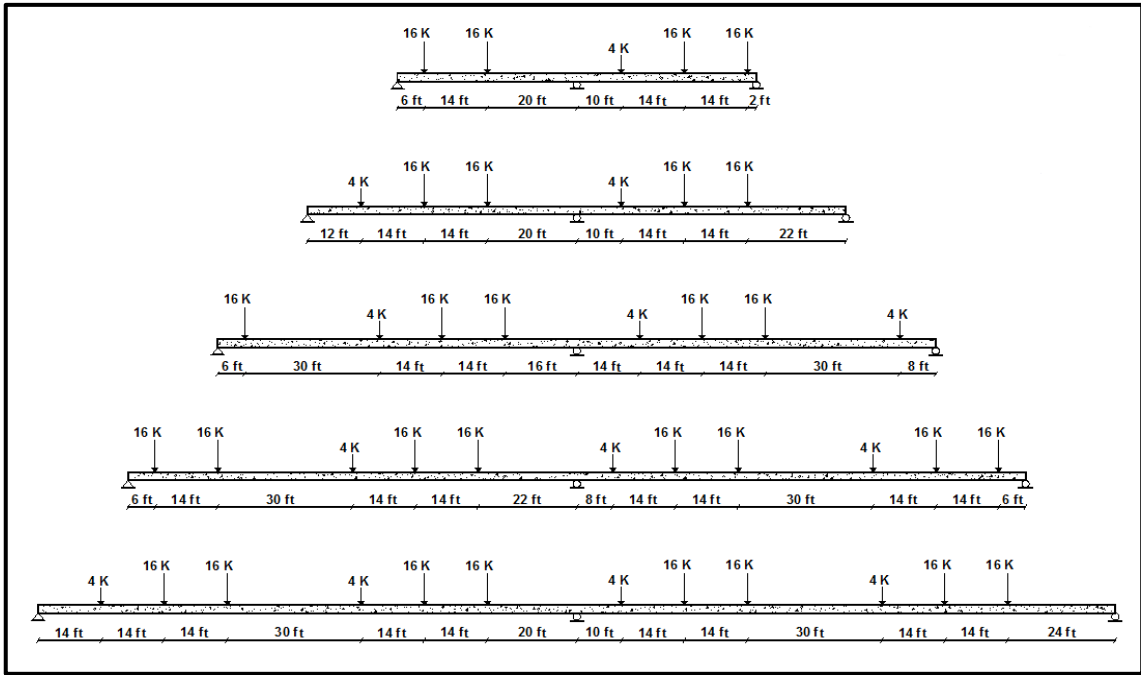 16 K 16 K 4 K 16 K 16 K
6 ft 14 ft 20 ft 10 ft 14 ft 14 ft 2 ft
4 K 16 K 16 K 4 K 16 K 16 K
12 ft 14 ft 14 ft 20 ft 10 ft 14 ft 14 ft 22 ft
16 K 4 K 16 K 16 K 4 K 16 K 16 K 4 K
6 ft 30 ft 14 ft 14 ft 16 ft 14 ft 14 ft 14 ft 30 ft 8 ft
16 K 16 K 4 K 16 K 16 K 4 K 16 K 16 K 4 K 16 K 16 K
6 ft 14 ft 30 ft 14 ft 14 ft 22 ft 8 ft 14 ft 14 ft 30 ft 14 ft 14 ft 6 ft
4 K 16 K 16 K 4 K 16 K 16 K 4 K 16 K 16 K 4 K 16 K 16 K
14 ft 14 ft 14 ft 30 ft 14 ft 14 ft 20 ft 10 ft 14 ft 14 ft 30 ft 14 ft 14 ft 24 ft